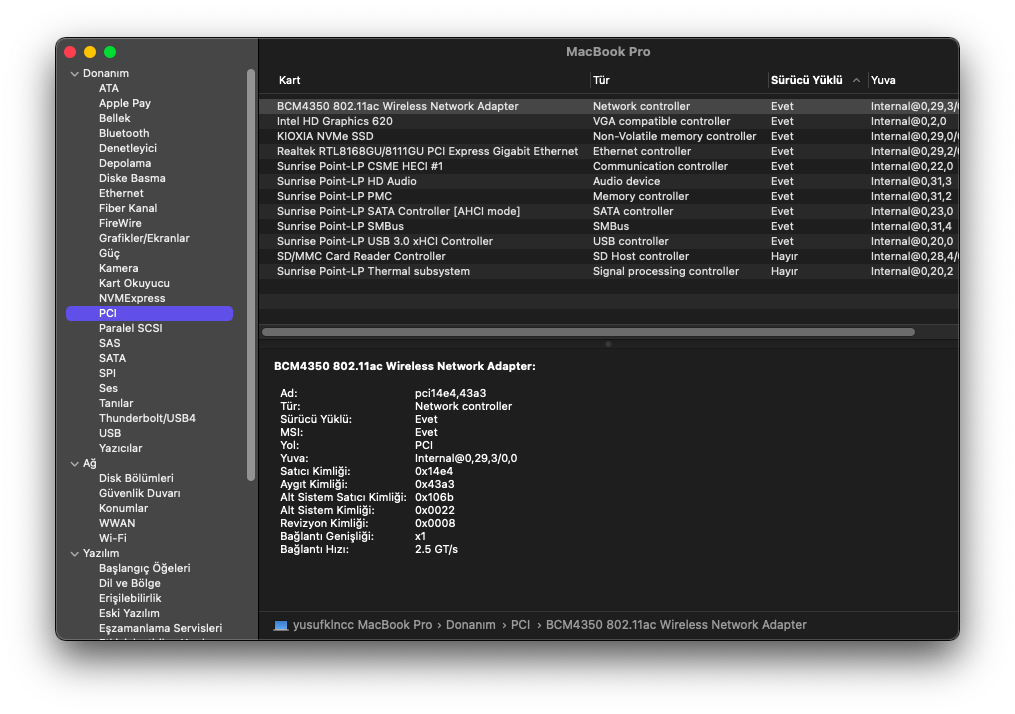 MacBook Pro
Donanım
ATA
Apple Pay
Bellek
Bluetooth
Denetleyici
Depolama
Diske Basma
Ethernet
Fiber Kanal
FireWire
Grafikler/Ekranlar
Güç
Kamera
Kart Okuyucu
NVMExpress
PCI
Paralel SCSI
SAS
SATA
SPI
Ses
Tanılar
Thunderbolt/USB4
USB
Yazıcılar
Ağ
Disk Bölümleri
Güvenlik Duvarı
Konumlar
WWAN
Wi-Fi
Yazılım
Başlangıç Öğeleri
Dil ve Bölge
Erişilebilirlik
Eski Yazılım
Eşzamanlama Servisleri
Kart Tür Sürücü Yüklü Yuva
BCM4350 802.11ac Wireless Network Adapter Network controller Evet Internal@0,29,3/0
Intel HD Graphics 620 VGA compatible controller Evet Internal@0,2,0
KIOXIA NVMe SSD Non-Volatile memory controller Evet Internal@0,29,0/
Realtek RTL8168GU/8111GU PCI Express Gigabit Ethernet Ethernet controller Evet Internal@0,29,2/
Sunrise Point-LP CSME HECI #1 Communication controller Evet Internal@0,22,0
Sunrise Point-LP HD Audio Audio device Evet Internal@0,31,3
Sunrise Point-LP PMC Memory controller Evet Internal@0,31,2
Sunrise Point-LP SATA Controller [AHCI mode] SATA controller Evet Internal@0,23,0
Sunrise Point-LP SMBus SMBus Evet Internal@0,31,4
Sunrise Point-LP USB 3.0 xHCI Controller USB controller Evet Internal@0,20,0
SD/MMC Card Reader Controller SD Host controller Hayır Internal@0,28,4/
Sunrise Point-LP Thermal subsystem Signal processing controller Hayır Internal@0,20,2
BCM4350 802.11ac Wireless Network Adapter:
Ad: pci14e4,43a3
Tür: Network controller
Sürücü Yüklü: Evet
MSI: Evet
Yol: PCI
Yuva: Internal@0,29,3/0,0
Satıcı Kimliği: 0x14e4
Aygıt Kimliği: 0x43a3
Alt Sistem Satıcı Kimliği: 0x106b
Alt Sistem Kimliği: 0x0022
Revizyon Kimliği: 0x0008
Bağlantı Genişliği: x1
Bağlantı Hızı: 2.5 GT/s
yusufklncc MacBook Pro › Donanım › PCI › BCM4350 802.11ac Wireless Network Adapter